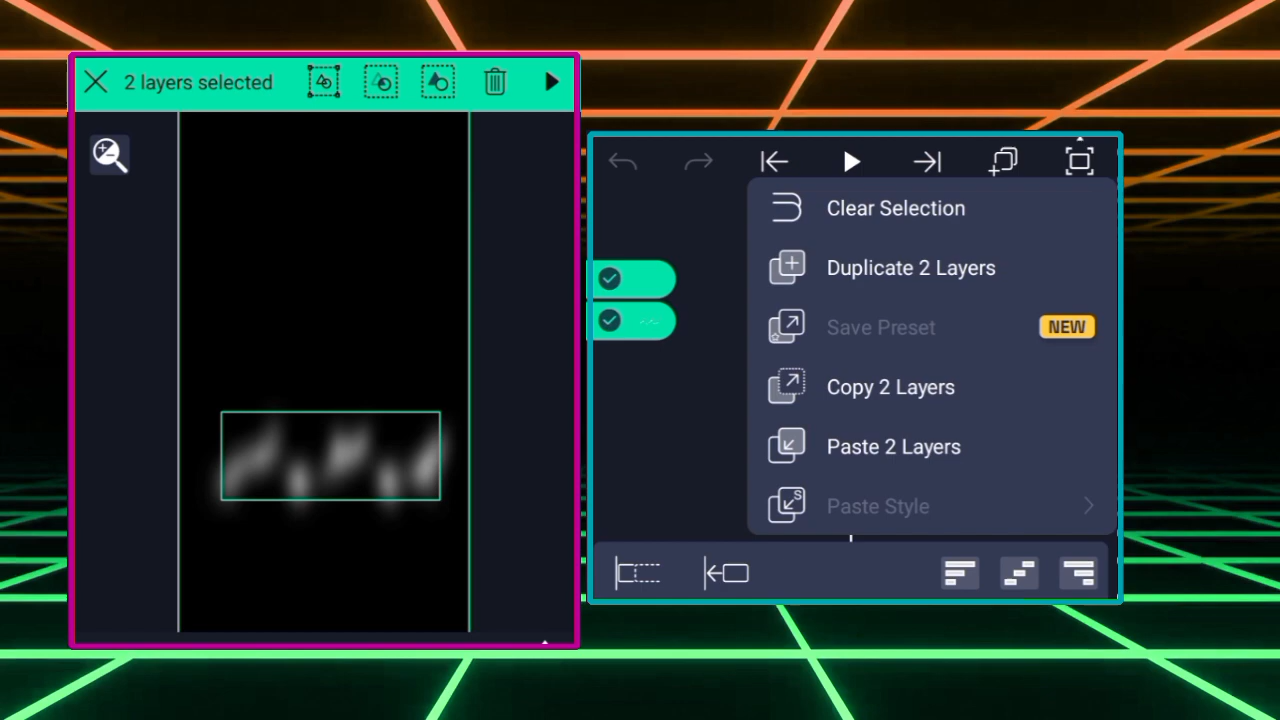 2 layers selected
Clear Selection
Duplicate 2 Layers
Save Preset
NEW
Copy 2 Layers
Paste 2 Layers
Paste Style